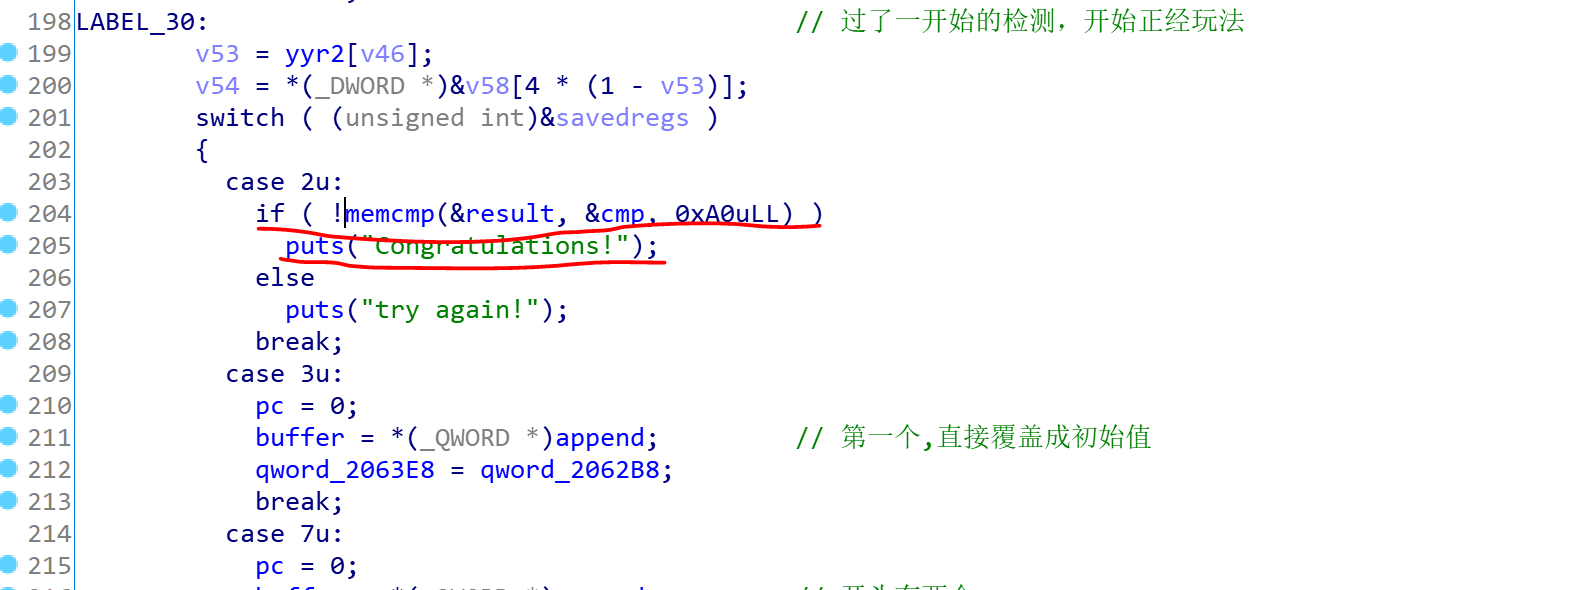 198 LABEL_30: // 过了一开始的检测，开始正经玩法
199 v53 = yyr2[v46];
200 v54 = *(_DWORD *)&v58[4 * (1 - v53)];
201 switch ( (unsigned int)&savedregs )
202 {
203 case 2u:
204 if ( !memcmp(&result, &cmp, 0xA0uLL) )
205 puts("Congratulations!");
206 else
207 puts("try again!");
208 break;
209 case 3u:
210 pc = 0;
211 buffer = *(_QWORD *)append; // 第一个,直接覆盖成初始值
212 qword_2063E8 = qword_2062B8;
213 break;
214 case 7u:
215 pc = 0;